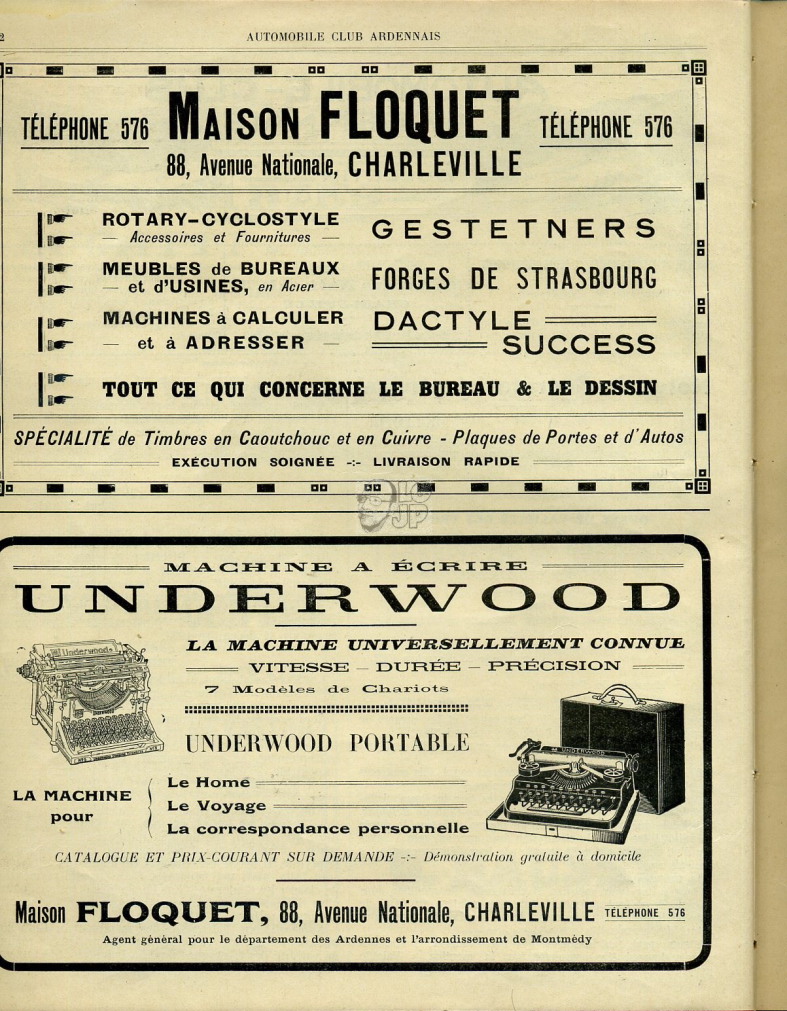 2
AUTOMOBILE CLUB ARDENNAIS
TÉLÉPHONE 576 MAISON FLOQUET TÉLÉPHONE 576
88, Avenue Nationale, CHARLEVILLE
ROTARY-CYCLOSTYLE
— Accessoires et Fournitures —
GESTETNERS
MEUBLES de BUREAUX
— et d'USINES, en Acier —
FORGES DE STRASBOURG
MACHINES à CALCULER
— et à ADRESSER —
DACTYLE
SUCCESS
TOUT CE QUI CONCERNE LE BUREAU & LE DESSIN
SPÉCIALITÉ de Timbres en Caoutchouc et en Cuivre - Plaques de Portes et d'Autos
EXÉCUTION SOIGNÉE -:- LIVRAISON RAPIDE
LCJP
MACHINE A ÉCRIRE
UNDERWOOD
Underwood
LA MACHINE UNIVERSELLEMENT CONNUE
VITESSE – DURÉE – PRÉCISION
7 Modèles de Chariots
UNDERWOOD PORTABLE
UNDERWOOD
LA MACHINE
pour
Le Home
Le Voyage
La correspondance personnelle
CATALOGUE ET PRIX-COURANT SUR DEMANDE -:- Démonstration gratuite à domicile
Maison FLOQUET, 88, Avenue Nationale, CHARLEVILLE TÉLÉPHONE 576
Agent général pour le département des Ardennes et l'arrondissement de Montmédy